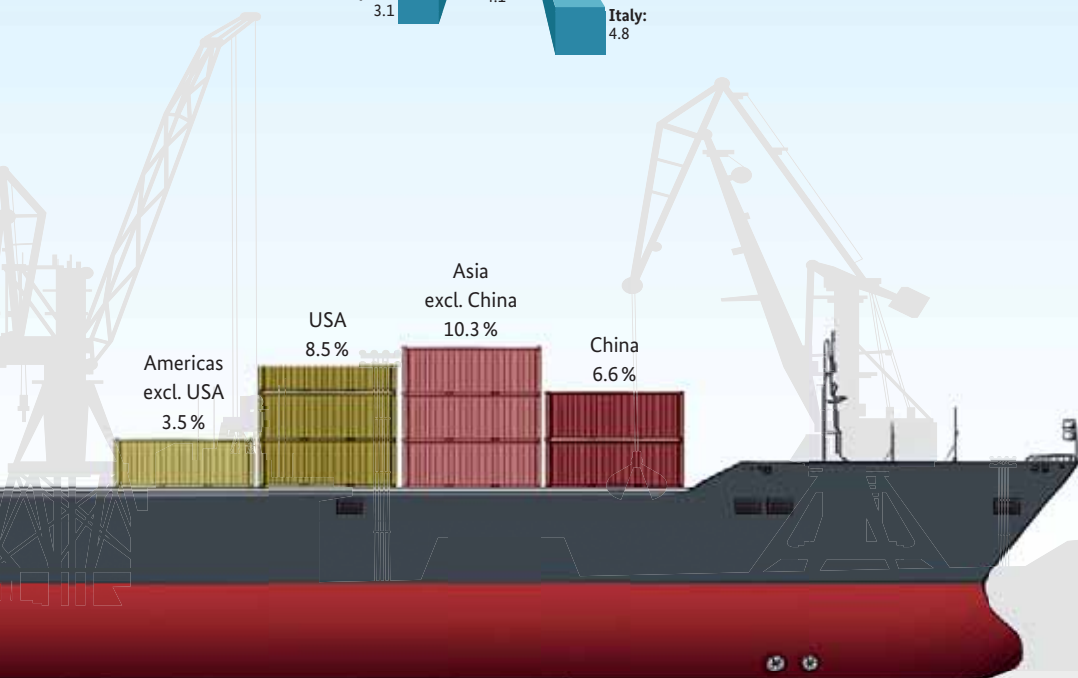 3.1
Italy:
4.8
Asia
excl. China
10.3 %
USA
8.5 %
China
6.6 %
Americas
excl. USA
3.5 %